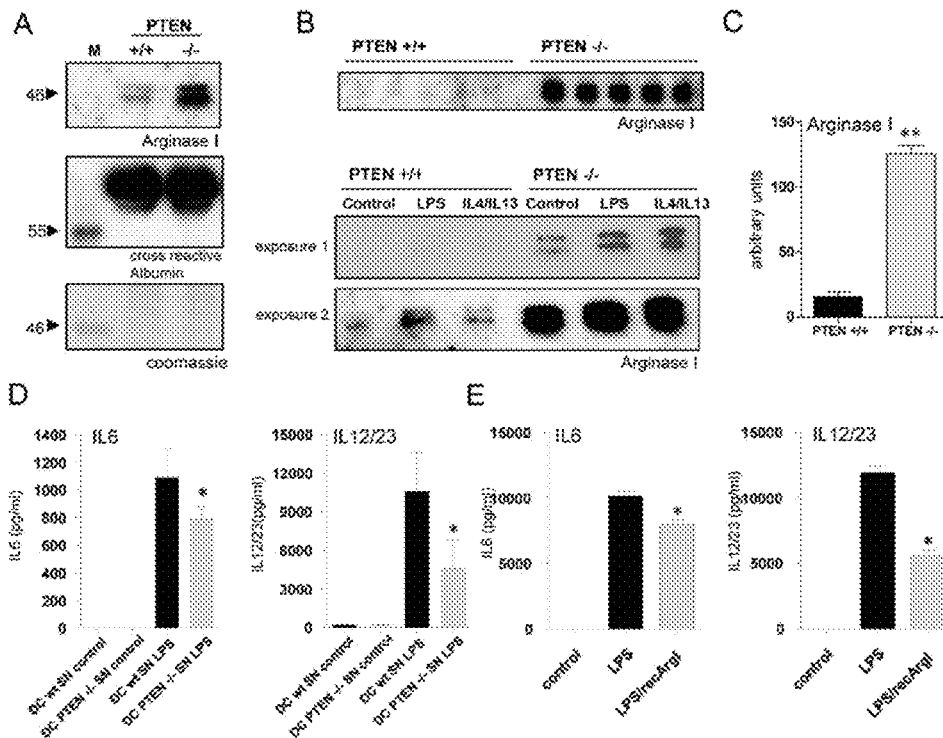 A
PTEN
M +/+ -/-
46
Arginase I
55
cross reactive
Albumin
46
coomassie
B
PTEN +/+ PTEN -/-
Arginase I
PTEN +/+ PTEN -/-
Control LPS IL4/IL13 Control LPS IL4/IL13
exposure 1
exposure 2
Arginase I
C
Arginase I
**
arbitrary units
150
100
50
0
PTEN +/+ PTEN -/-
D
IL6
IL6 (pg/ml)
1400
1200
1000
800
600
400
200
0
*
DC wt SN control
DC PTEN -/- SN control
DC wt SN LPS
DC PTEN -/- SN LPS
IL12/23
IL12/23(pg/ml)
15000
12000
9000
6000
3000
0
*
DC wt SN control
DC PTEN -/- SN control
DC wt SN LPS
DC PTEN -/- SN LPS
E
IL6
IL6 (pg/ml)
15000
10000
5000
0
*
control
LPS
LPS/recArgI
IL12/23
IL12/23 (pg/ml)
15000
10000
5000
0
*
control
LPS
LPS/recArgI